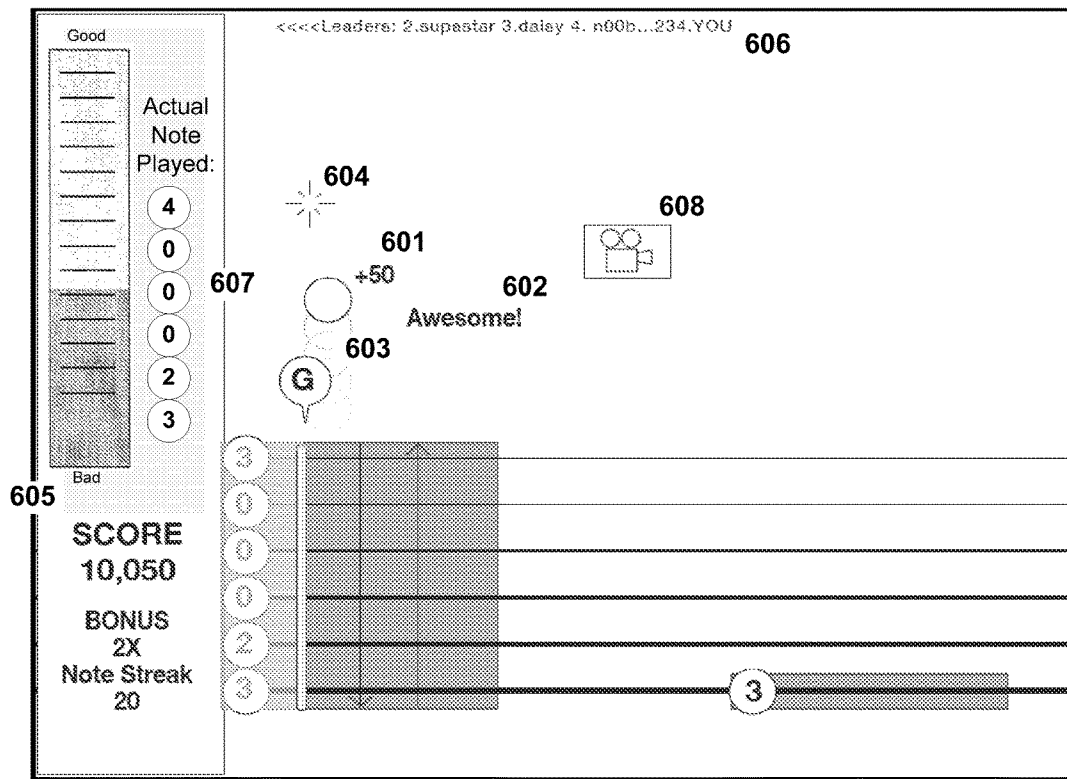 Good
<<<<Leaders: 2.supastar 3.daisy 4. n00b...234.YOU
606
Actual
Note
Played:
4
0
0
0
2
3
Bad
605
607
604
601
+50
608
602
Awesome!
603
G
3
0
0
0
2
3
3
SCORE
10,050
BONUS
2X
Note Streak
20